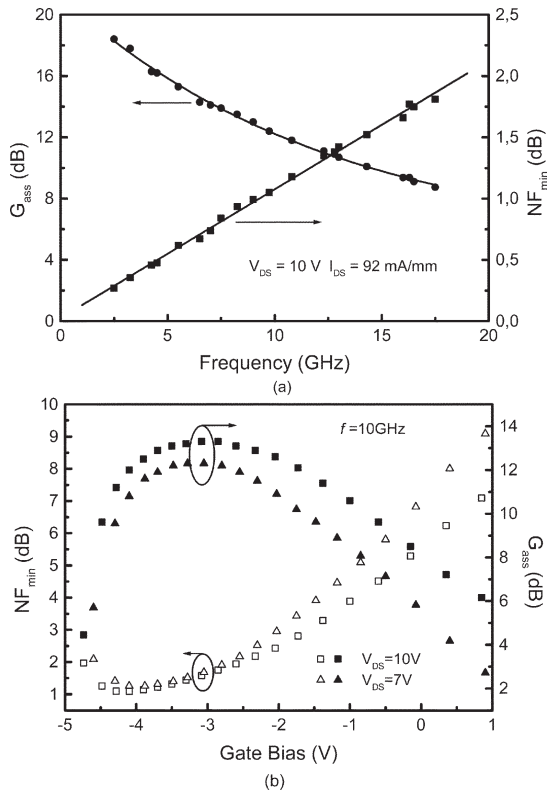 20
16
12
8
4
0
G_ass (dB)
2,5
2,0
1,5
1,0
0,5
0,0
NF_min (dB)
V_DS = 10 V I_DS = 92 mA/mm
0 5 10 15 20
Frequency (GHz)
(a)
10
9
8
7
6
5
4
3
2
1
NF_min (dB)
14
12
10
8
6
4
2
G_ass (dB)
f =10GHz
V_DS=10V
V_DS=7V
-5 -4 -3 -2 -1 0 1
Gate Bias (V)
(b)